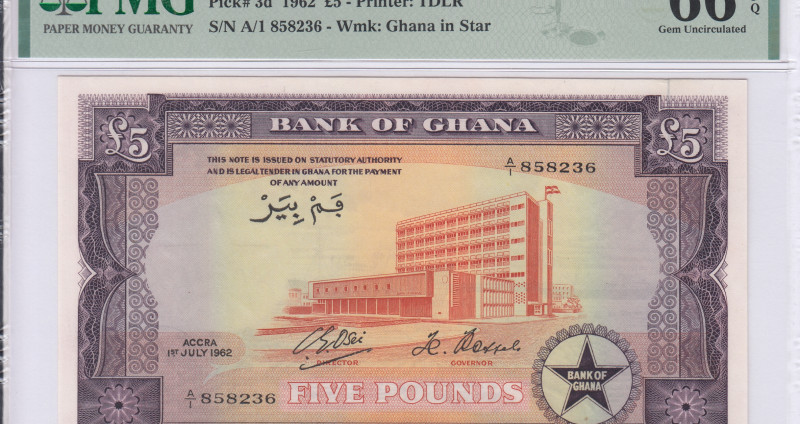 PMG
PAPER MONEY GUARANTY
Pick# 3d 1962 £5 - Printer: TDLR
S/N A/1 858236 - Wmk: Ghana in Star
66
Q
Gem Uncirculated
£5
BANK OF GHANA
£5
THIS NOTE IS ISSUED ON STATUTORY AUTHORITY
AND IS LEGAL TENDER IN GHANA FOR THE PAYMENT
OF ANY AMOUNT
A/1 858236
فَمْ بِيَرْ
ACCRA
1ST JULY 1962
DIRECTOR
GOVERNOR
A/1 858236
FIVE POUNDS
BANK OF
GHANA